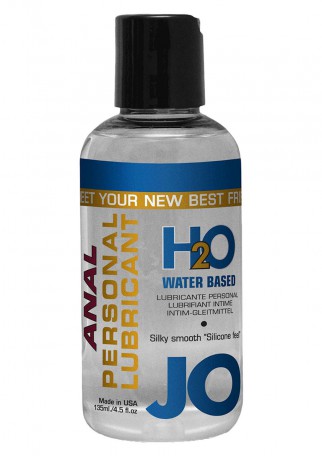 MEET YOUR NEW BEST FRI
ANAL
PERSONAL
LUBRICANT
H2O
WATER BASED
LUBRICANTE PERSONAL
LUBRIFIANT INTIME
INTIM-GLEITMITTEL
Silky smooth "Silicone feel"
Made in USA
135ml./4.5 fl oz.
JO